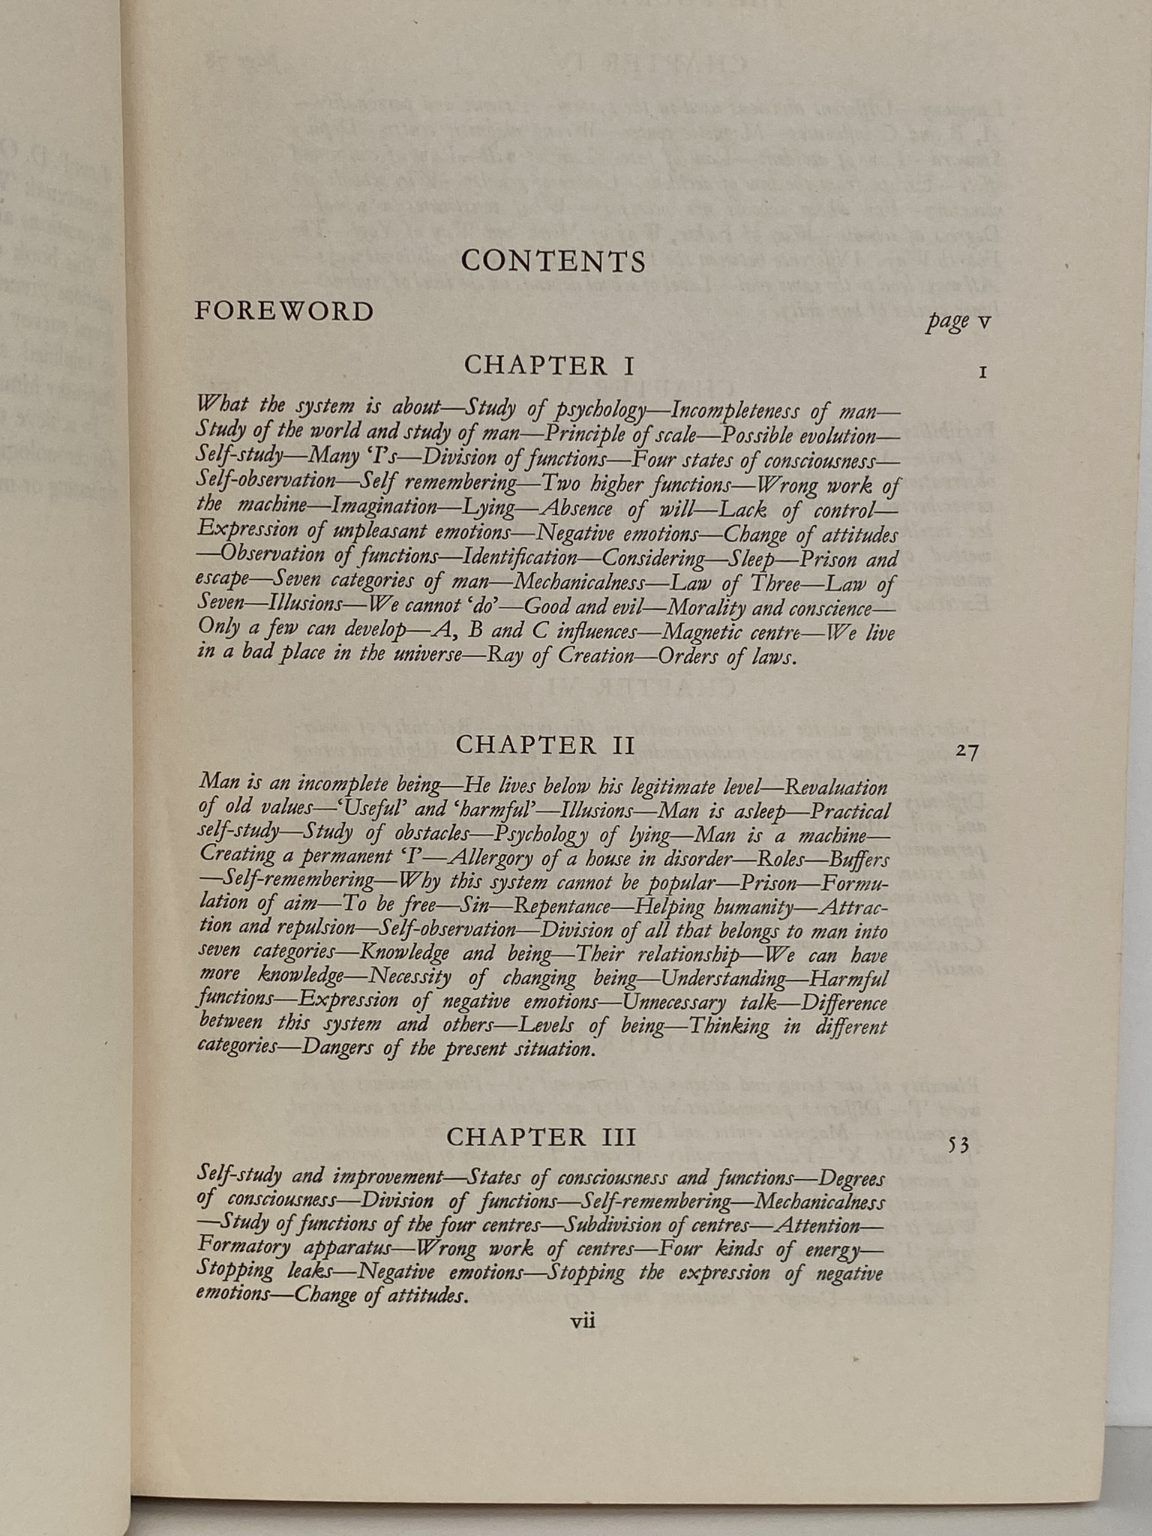 CONTENTS
FOREWORD page v
CHAPTER I 1
What the system is about—Study of psychology—Incompleteness of man—
Study of the world and study of man—Principle of scale—Possible evolution—
Self-study—Many ‘I’s—Division of functions—Four states of consciousness—
Self-observation—Self remembering—Two higher functions—Wrong work of
the machine—Imagination—Lying—Absence of will—Lack of control—
Expression of unpleasant emotions—Negative emotions—Change of attitudes
—Observation of functions—Identification—Considering—Sleep—Prison and
escape—Seven categories of man—Mechanicalness—Law of Three—Law of
Seven—Illusions—We cannot ‘do’—Good and evil—Morality and conscience—
Only a few can develop—A, B and C influences—Magnetic centre—We live
in a bad place in the universe—Ray of Creation—Orders of laws.
CHAPTER II 27
Man is an incomplete being—He lives below his legitimate level—Revaluation
of old values—‘Useful’ and ‘harmful’—Illusions—Man is asleep—Practical
self-study—Study of obstacles—Psychology of lying—Man is a machine—
Creating a permanent ‘I’—Allergory of a house in disorder—Roles—Buffers
—Self-remembering—Why this system cannot be popular—Prison—Formu-
lation of aim—To be free—Sin—Repentance—Helping humanity—Attrac-
tion and repulsion—Self-observation—Division of all that belongs to man into
seven categories—Knowledge and being—Their relationship—We can have
more knowledge—Necessity of changing being—Understanding—Harmful
functions—Expression of negative emotions—Unnecessary talk—Difference
between this system and others—Levels of being—Thinking in different
categories—Dangers of the present situation.
CHAPTER III 53
Self-study and improvement—States of consciousness and functions—Degrees
of consciousness—Division of functions—Self-remembering—Mechanicalness
—Study of functions of the four centres—Subdivision of centres—Attention—
Formatory apparatus—Wrong work of centres—Four kinds of energy—
Stopping leaks—Negative emotions—Stopping the expression of negative
emotions—Change of attitudes.
vii